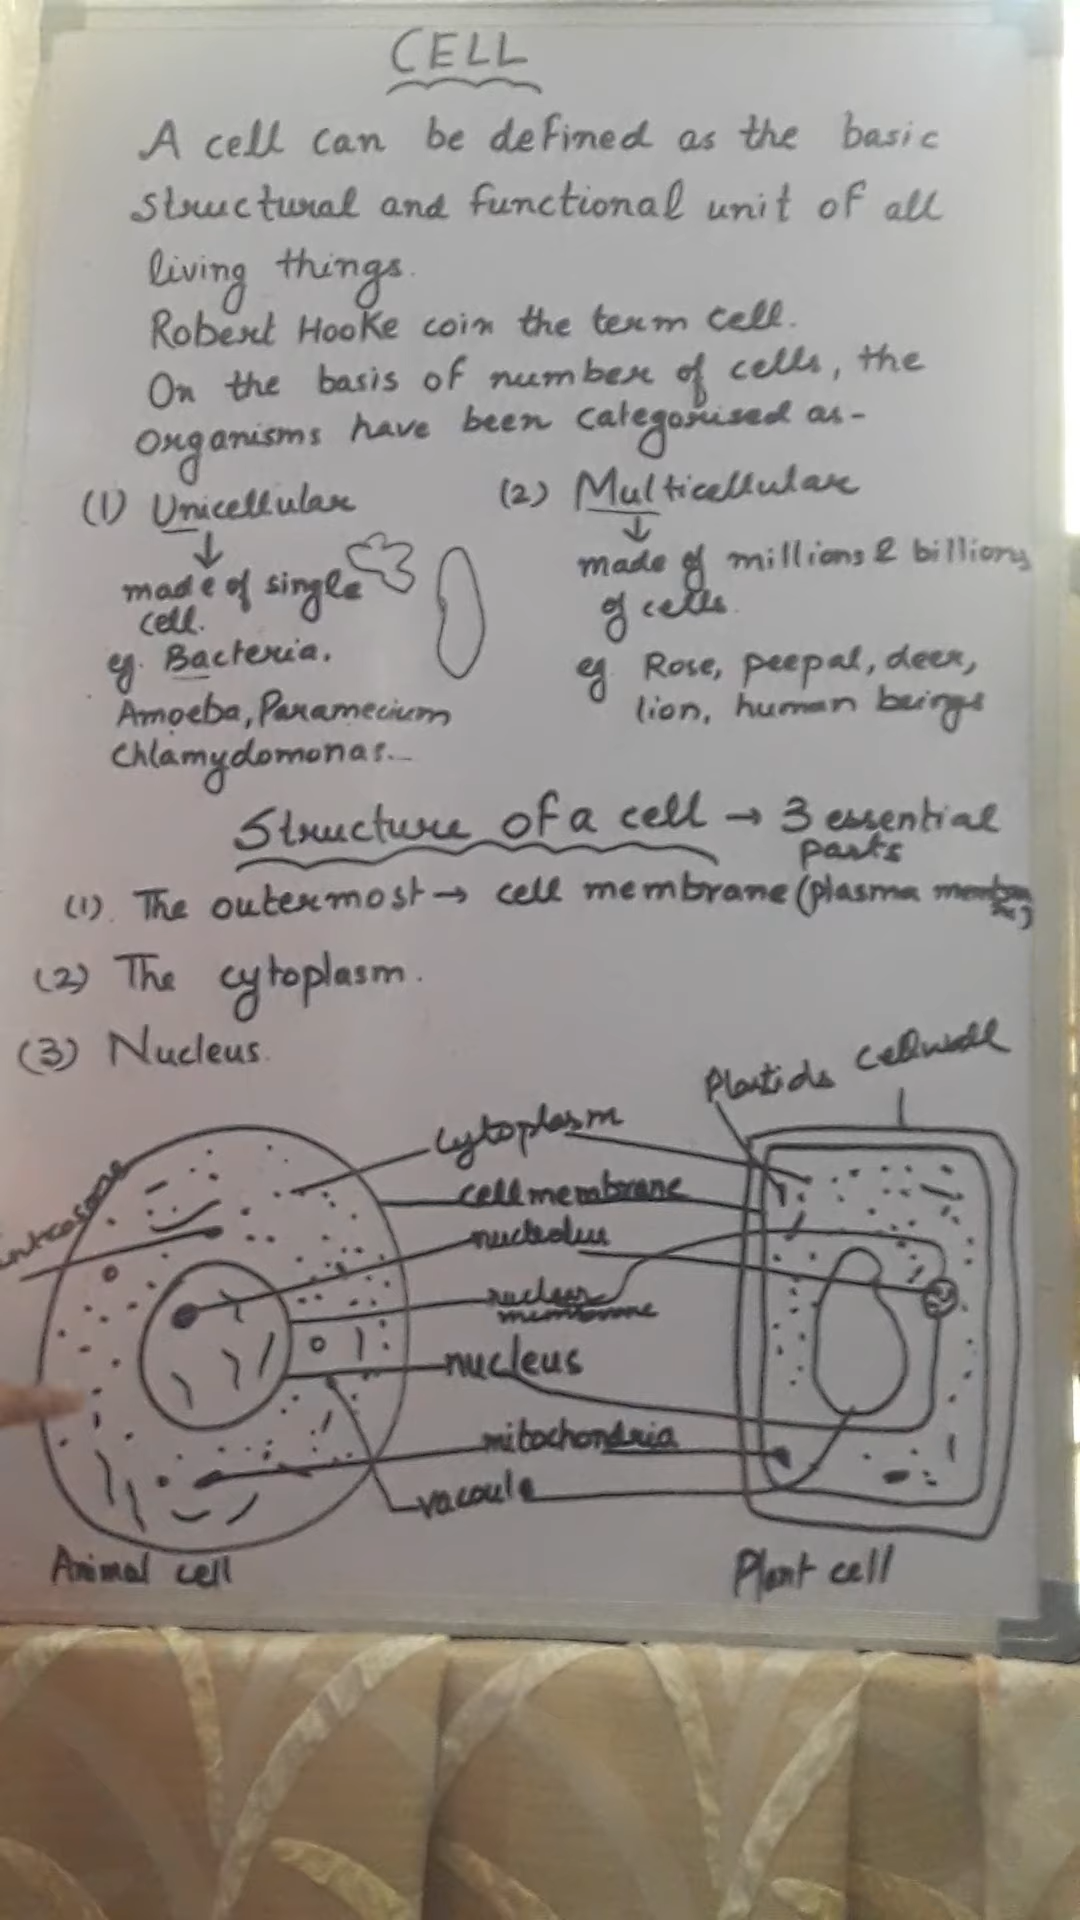 CELL
A cell can be defined as the basic
structural and functional unit of all
living things.
Robert Hooke coin the term cell.
On the basis of number of cells, the
organisms have been categorised as-
(1) Unicellular
made of single
cell.
eg. Bacteria,
Amoeba, Paramecium
Chlamydomonas...
(2) Multicellular
made of millions & billions
of cells.
eg Rose, peepal, deer,
lion, human beings
Structure of a cell → 3 essential
parts
(1). The outermost → cell membrane (plasma
(2) The cytoplasm.
(3) Nucleus.
Plastids
cellwall
cytoplasm
cell membrane
nucleolus
nuclear
membrane
nucleus
mitochondria
vacoule
Animal cell
Plant cell